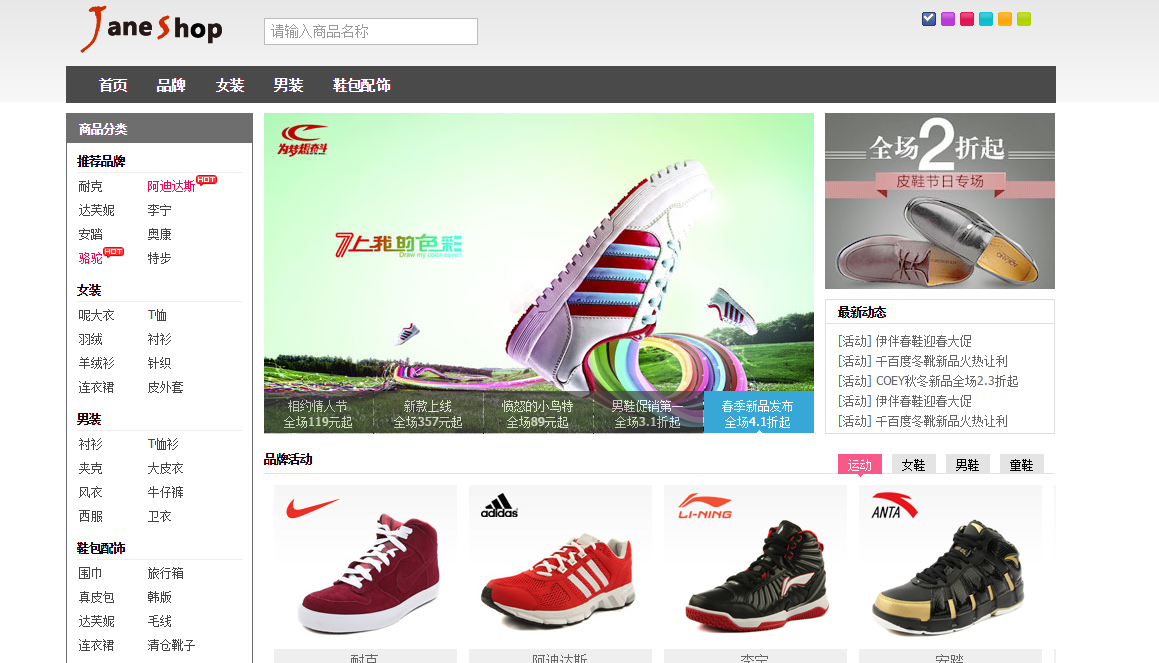 Jane Shop
请输入商品名称
首页 品牌 女装 男装 鞋包配饰
商品分类
推荐品牌
耐克 阿迪达斯 HOT
达芙妮 李宁
安踏 奥康
骆驼 HOT 特步
女装
呢大衣 T恤
羽绒 衬衫
羊绒衫 针织
连衣裙 皮外套
男装
衬衫 T恤衫
夹克 大皮衣
风衣 牛仔裤
西服 卫衣
鞋包配饰
围巾 旅行箱
真皮包 韩版
达芙妮 毛线
连衣裙 清仓靴子
为梦想奋斗
7上我的色彩
Draw my color seven
相约情人节
全场119元起
新款上线
全场357元起
愤怒的小鸟特
全场89元起
男鞋促销第一
全场3.1折起
春季新品发布
全场4.1折起
全场2折起
皮鞋节日专场
最新动态
[活动] 伊伴春鞋迎春大促
[活动] 千百度冬靴新品火热让利
[活动] COEY秋冬新品全场2.3折起
[活动] 伊伴春鞋迎春大促
[活动] 千百度冬靴新品火热让利
品牌活动
运动 女鞋 男鞋 童鞋
adidas
LI-NING
ANTA
耐克
阿迪达斯
李宁
安踏